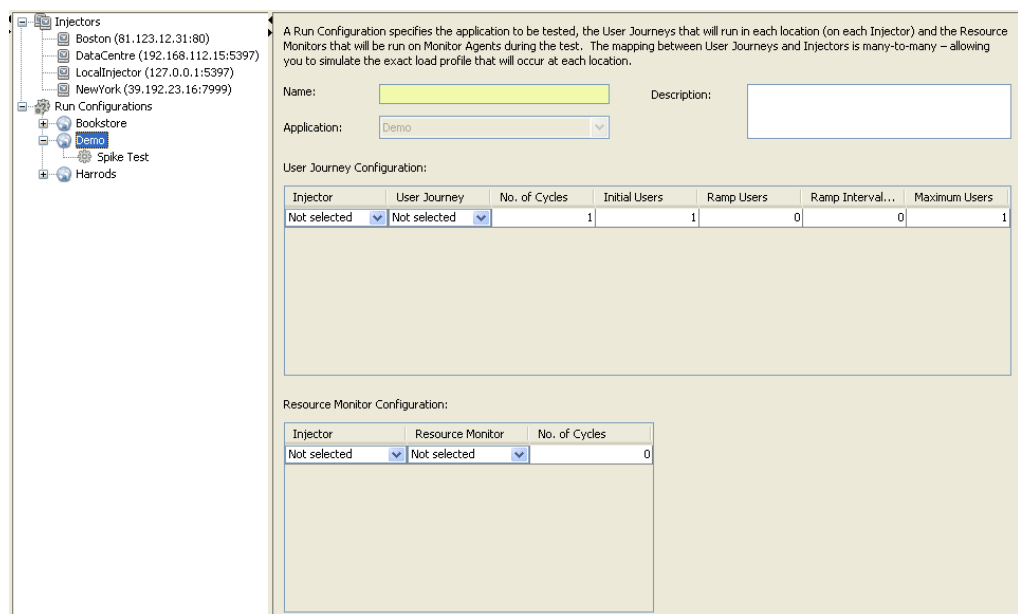 Injectors
Boston (81.123.12.31:80)
DataCentre (192.168.112.15:5397)
LocalInjector (127.0.0.1:5397)
NewYork (39.192.23.16:7999)
Run Configurations
Bookstore
Demo
Spike Test
Harrods
A Run Configuration specifies the application to be tested, the User Journeys that will run in each location (on each Injector) and the Resource
Monitors that will be run on Monitor Agents during the test. The mapping between User Journeys and Injectors is many-to-many – allowing
you to simulate the exact load profile that will occur at each location.
Name:
Description:
Application:
Demo
User Journey Configuration:
Injector User Journey No. of Cycles Initial Users Ramp Users Ramp Interval... Maximum Users
Not selected Not selected 1 1 0 0 1
Resource Monitor Configuration:
Injector Resource Monitor No. of Cycles
Not selected Not selected 0